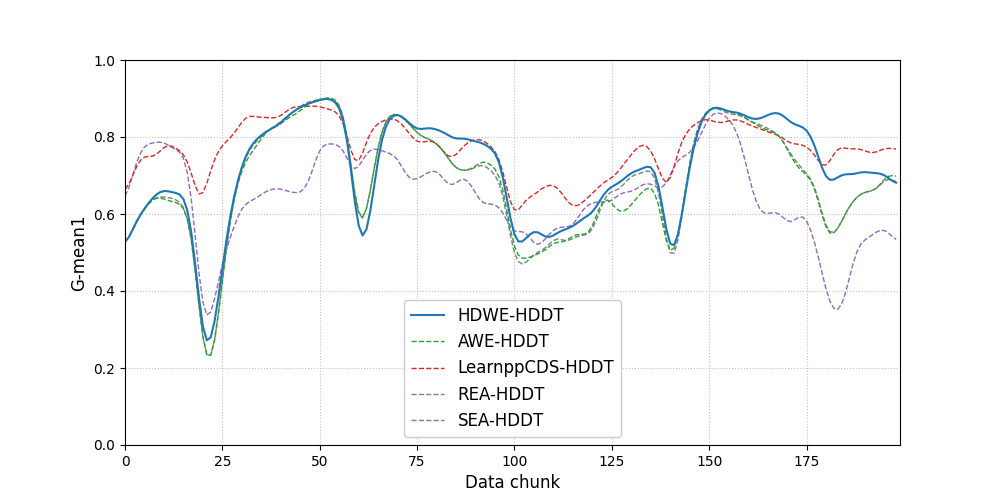 1.0
0.8
0.6
0.4
0.2
0.0
G-mean1
0 25 50 75 100 125 150 175
Data chunk
HDWE-HDDT
AWE-HDDT
LearnppCDS-HDDT
REA-HDDT
SEA-HDDT